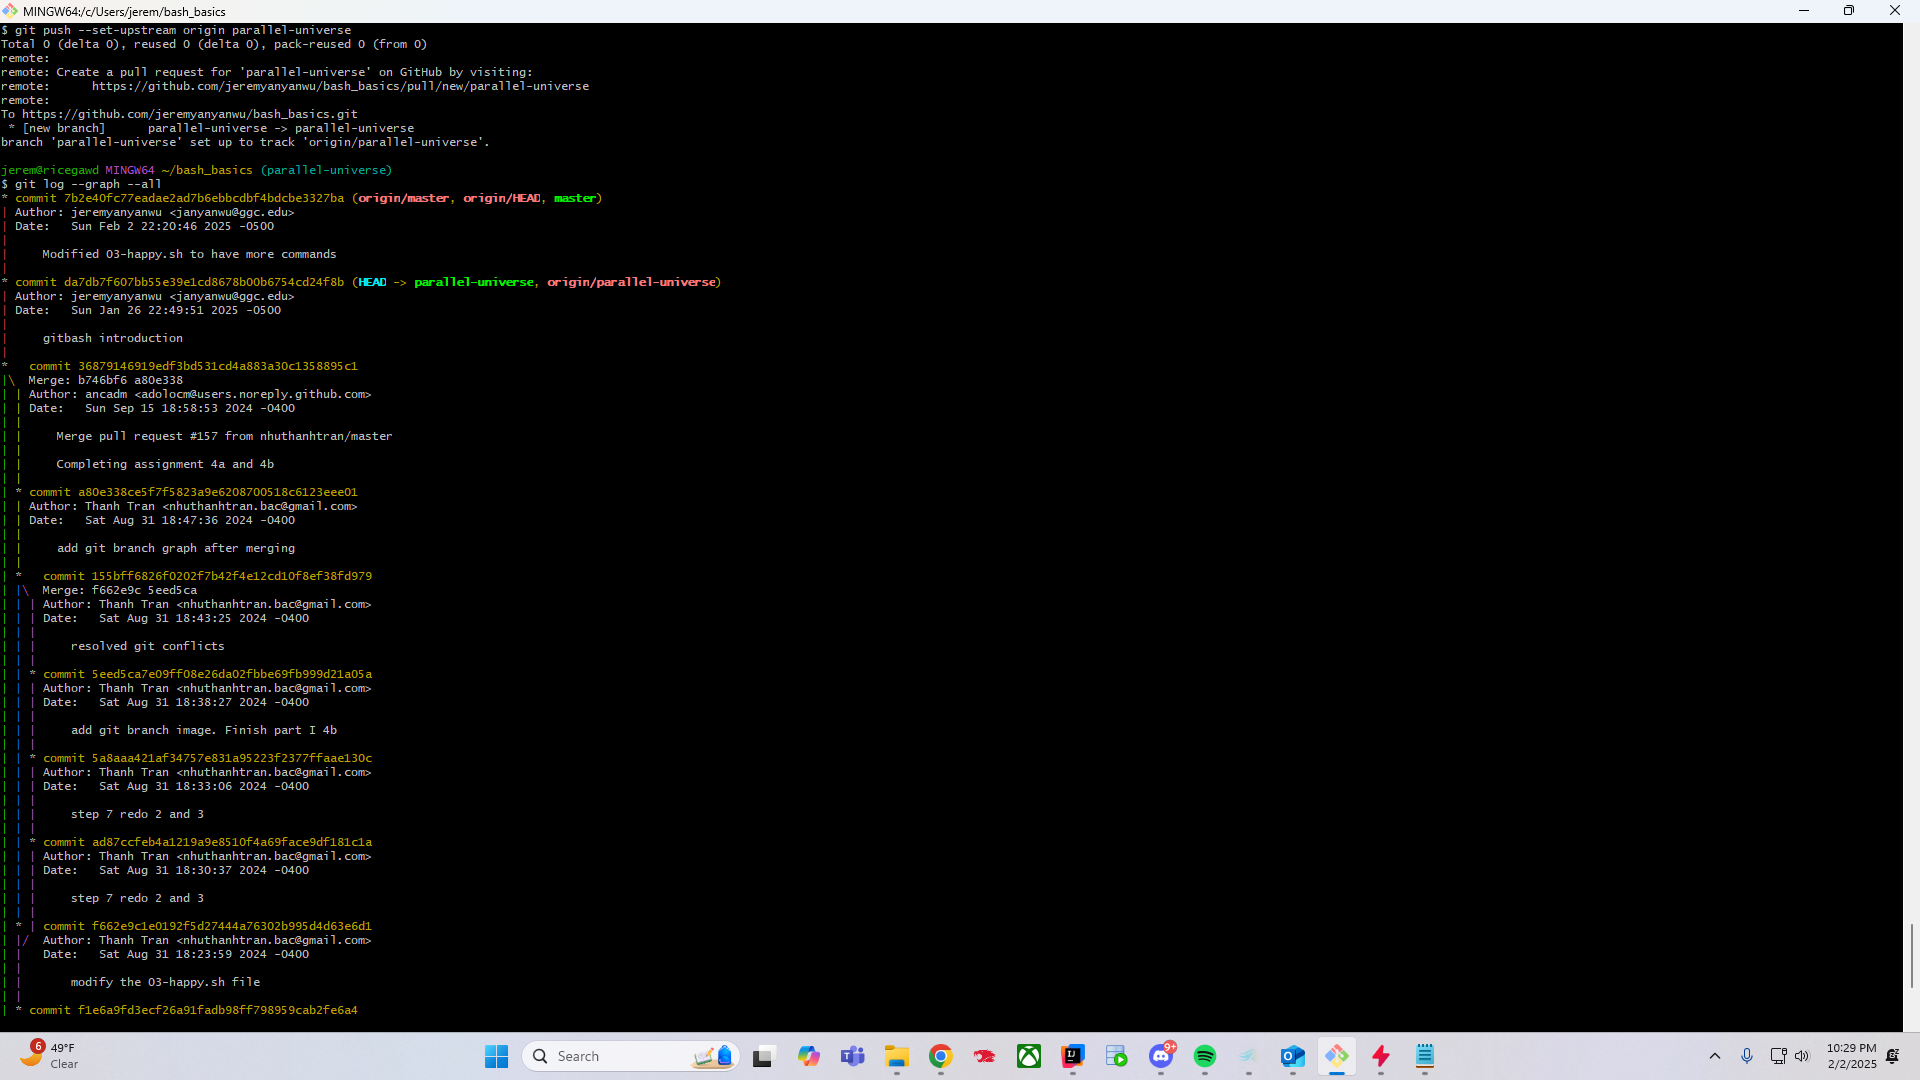 MINGW64:/c/Users/jerem/bash_basics
$ git push --set-upstream origin parallel-universe
Total 0 (delta 0), reused 0 (delta 0), pack-reused 0 (from 0)
remote:
remote: Create a pull request for 'parallel-universe' on GitHub by visiting:
remote:      https://github.com/jeremyanyanwu/bash_basics/pull/new/parallel-universe
remote:
To https://github.com/jeremyanyanwu/bash_basics.git
 * [new branch]      parallel-universe -> parallel-universe
branch 'parallel-universe' set up to track 'origin/parallel-universe'.
jerem@ricegawd MINGW64 ~/bash_basics (parallel-universe)
$ git log --graph --all
* commit 7b2e40fc77eadae2ad7b6ebbcdbf4bdcbe3327ba (origin/master, origin/HEAD, master)
| Author: jeremyanyanwu <janyanwu@ggc.edu>
| Date:   Sun Feb 2 22:20:46 2025 -0500
|
|     Modified 03-happy.sh to have more commands
|
* commit da7db7f607bb55e39e1cd8678b00b6754cd24f8b (HEAD -> parallel-universe, origin/parallel-universe)
| Author: jeremyanyanwu <janyanwu@ggc.edu>
| Date:   Sun Jan 26 22:49:51 2025 -0500
|
|     gitbash introduction
|
*   commit 36879146919edf3bd531cd4a883a30c1358895c1
|\  Merge: b746bf6 a80e338
| | Author: ancadm <adolocm@users.noreply.github.com>
| | Date:   Sun Sep 15 18:58:53 2024 -0400
| |
| |     Merge pull request #157 from nhuthanhtran/master
| |
| |     Completing assignment 4a and 4b
| |
| * commit a80e338ce5f7f5823a9e6208700518c6123eee01
| | Author: Thanh Tran <nhuthanhtran.bac@gmail.com>
| | Date:   Sat Aug 31 18:47:36 2024 -0400
| |
| |     add git branch graph after merging
| |
| *   commit 155bff6826f0202f7b42f4e12cd10f8ef38fd979
| |\  Merge: f662e9c 5eed5ca
| | | Author: Thanh Tran <nhuthanhtran.bac@gmail.com>
| | | Date:   Sat Aug 31 18:43:25 2024 -0400
| | |
| | |     resolved git conflicts
| | |
| | * commit 5eed5ca7e09ff08e26da02fbbe69fb999d21a05a
| | | Author: Thanh Tran <nhuthanhtran.bac@gmail.com>
| | | Date:   Sat Aug 31 18:38:27 2024 -0400
| | |
| | |     add git branch image. Finish part I 4b
| | |
| | * commit 5a8aaa421af34757e831a95223f2377ffaae130c
| | | Author: Thanh Tran <nhuthanhtran.bac@gmail.com>
| | | Date:   Sat Aug 31 18:33:06 2024 -0400
| | |
| | |     step 7 redo 2 and 3
| | |
| | * commit ad87ccfeb4a1219a9e8510f4a69face9df181c1a
| | | Author: Thanh Tran <nhuthanhtran.bac@gmail.com>
| | | Date:   Sat Aug 31 18:30:37 2024 -0400
| | |
| | |     step 7 redo 2 and 3
| | |
| * | commit f662e9c1e0192f5d27444a76302b995d4d63e6d1
| |/  Author: Thanh Tran <nhuthanhtran.bac@gmail.com>
| |   Date:   Sat Aug 31 18:23:59 2024 -0400
| |
| |       modify the 03-happy.sh file
| |
| * commit f1e6a9fd3ecf26a91fadb98ff798959cab2fe6a4
6
49°F
Clear
Search
9+
10:29 PM
2/2/2025